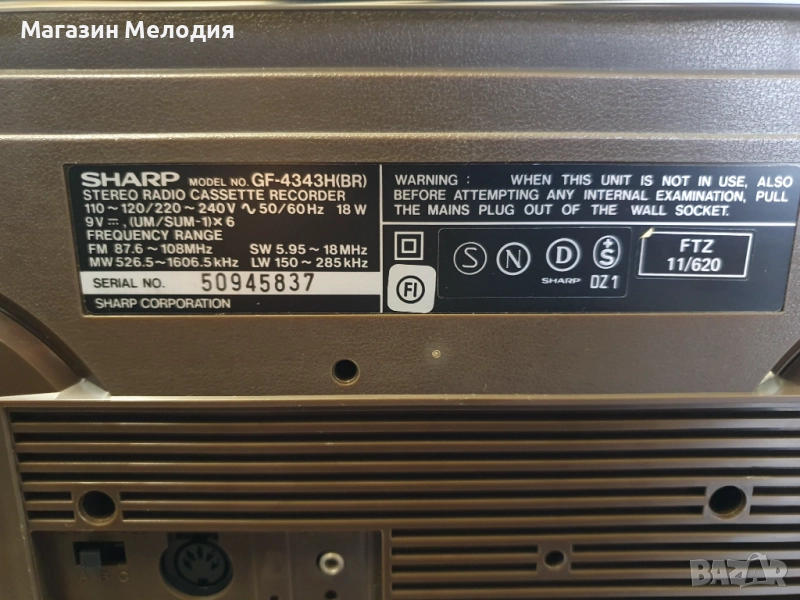 Магазин Мелодия
SHARP MODEL NO. GF-4343H(BR)
STEREO RADIO CASSETTE RECORDER
110~120/220~240V ∿ 50/60Hz 18W
9V ⎓, (UM/SUM-1)×6
FREQUENCY RANGE
FM 87.6~108MHz SW 5.95~18MHz
MW 526.5~1606.5kHz LW 150~285kHz
SERIAL NO. 50945837
SHARP CORPORATION
WARNING : WHEN THIS UNIT IS NOT IN USE, ALSO
BEFORE ATTEMPTING ANY INTERNAL EXAMINATION, PULL
THE MAINS PLUG OUT OF THE WALL SOCKET.
FI
S N D S
SHARP DZ1
FTZ
11/620
BAZAR